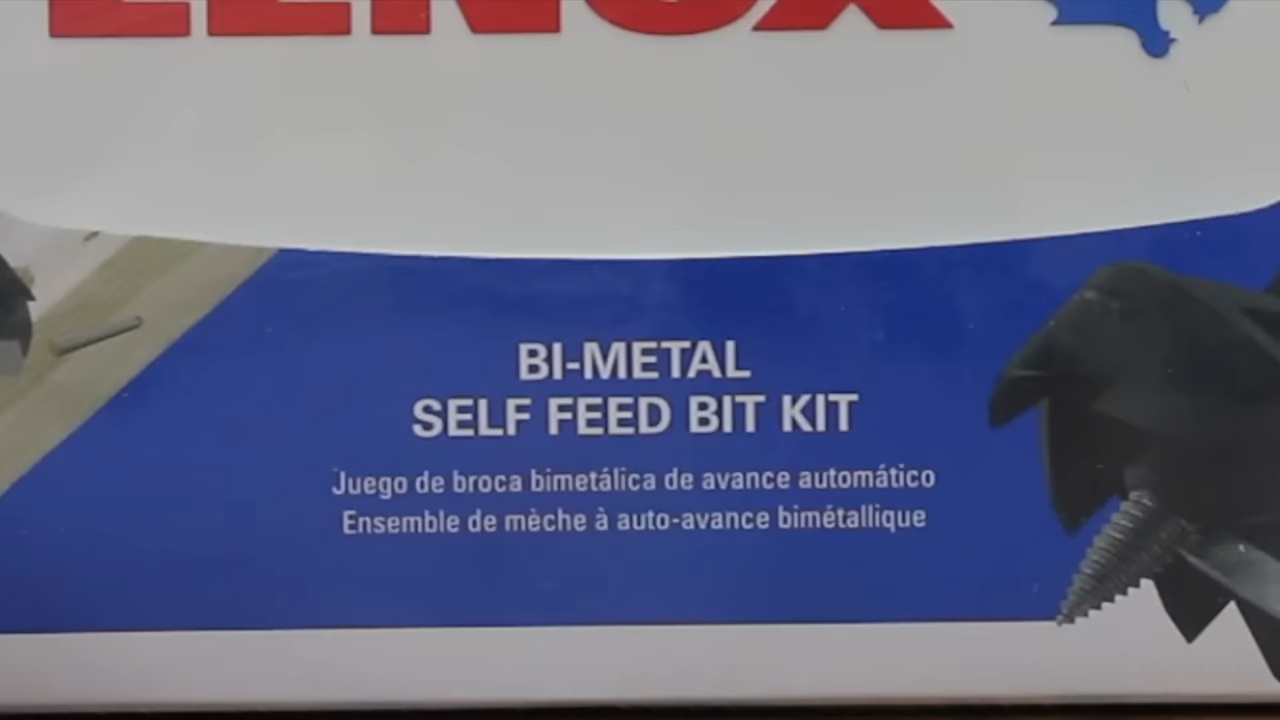 LENOX
BI-METAL
SELF FEED BIT KIT
Juego de broca bimetálica de avance automático
Ensemble de mèche à auto-avance bimétallique